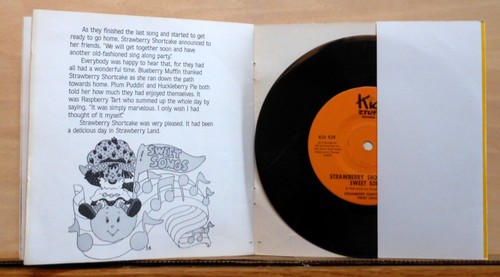 As they finished the last song and started to get
ready to go home, Strawberry Shortcake announced to
her friends, "We will get together soon and have
another old-fashioned sing along party."
Everybody was happy to hear that, for they had
all had a wonderful time. Blueberry Muffin thanked
Strawberry Shortcake as she ran down the path
towards home. Plum Puddin' and Huckleberry Pie both
told her how much they had enjoyed themselves. It
was Raspberry Tart who summed up the whole day by
saying, "It was simply marvelous. I only wish I had
thought of it myself."
Strawberry Shortcake was very pleased. It had been
a delicious day in Strawberry Land.
SWEET
SONGS
STRAWBERRY SHO